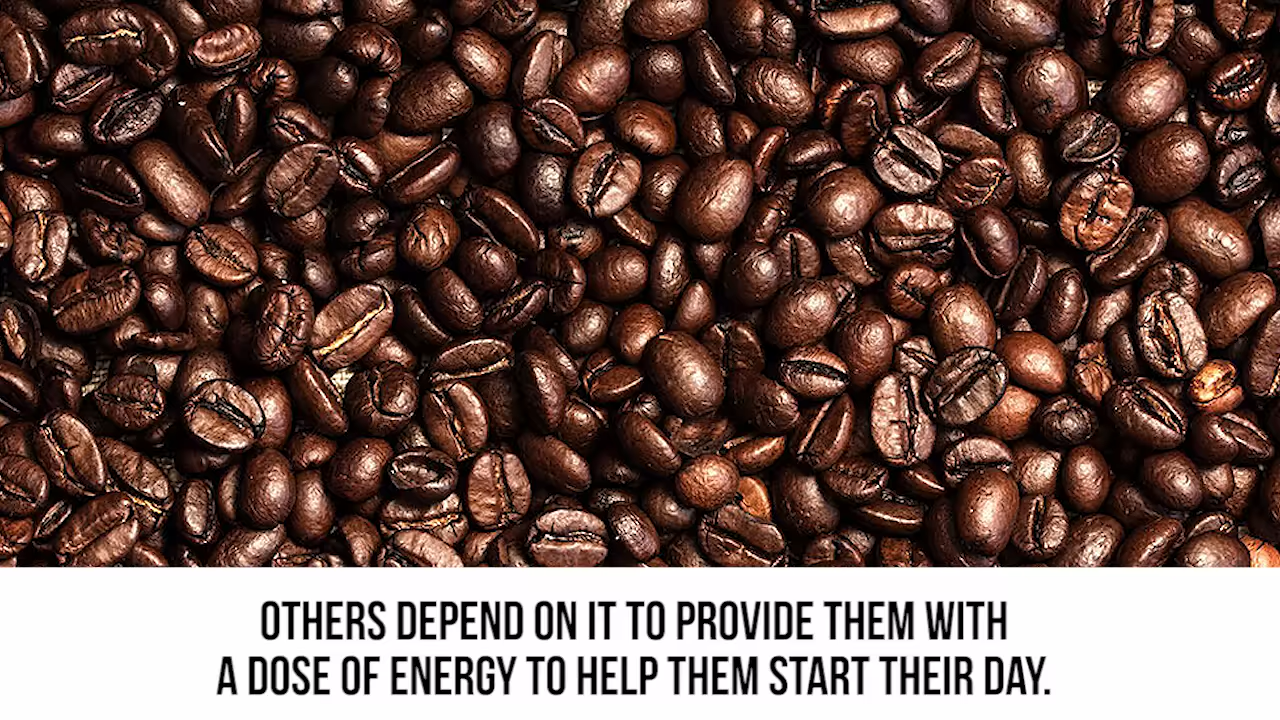 OTHERS DEPEND ON IT TO PROVIDE THEM WITH
A DOSE OF ENERGY TO HELP THEM START THEIR DAY.